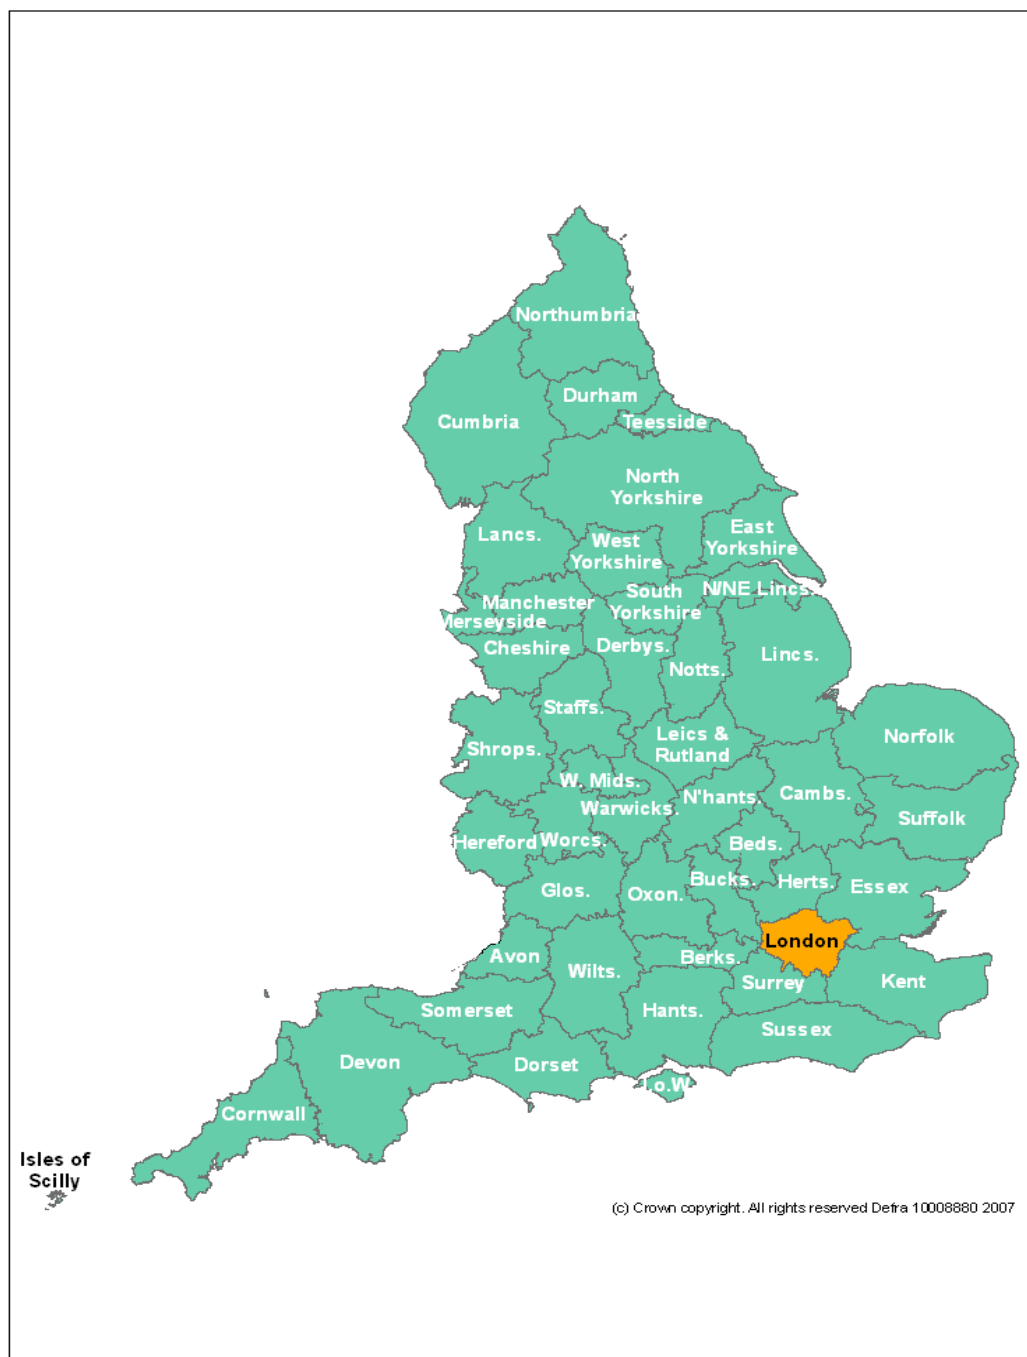 Northumbria
Durham
Cumbria
Teesside
North
Yorkshire
East
Yorkshire
Lancs.
West
Yorkshire
South
Yorkshire
N/NE Lincs.
Manchester
Merseyside
Cheshire
Derbys.
Notts.
Lincs.
Staffs.
Shrops.
Leics &
Rutland
Norfolk
W. Mids.
Warwicks.
N'hants.
Cambs.
Suffolk
Hereford
Worcs.
Beds.
Glos.
Oxon.
Bucks.
Herts.
Essex
London
Avon
Wilts.
Berks.
Surrey
Kent
Somerset
Hants.
Sussex
Devon
Dorset
I.o.W.
Cornwall
Isles of
Scilly
(c) Crown copyright. All rights reserved Defra 10008880 2007